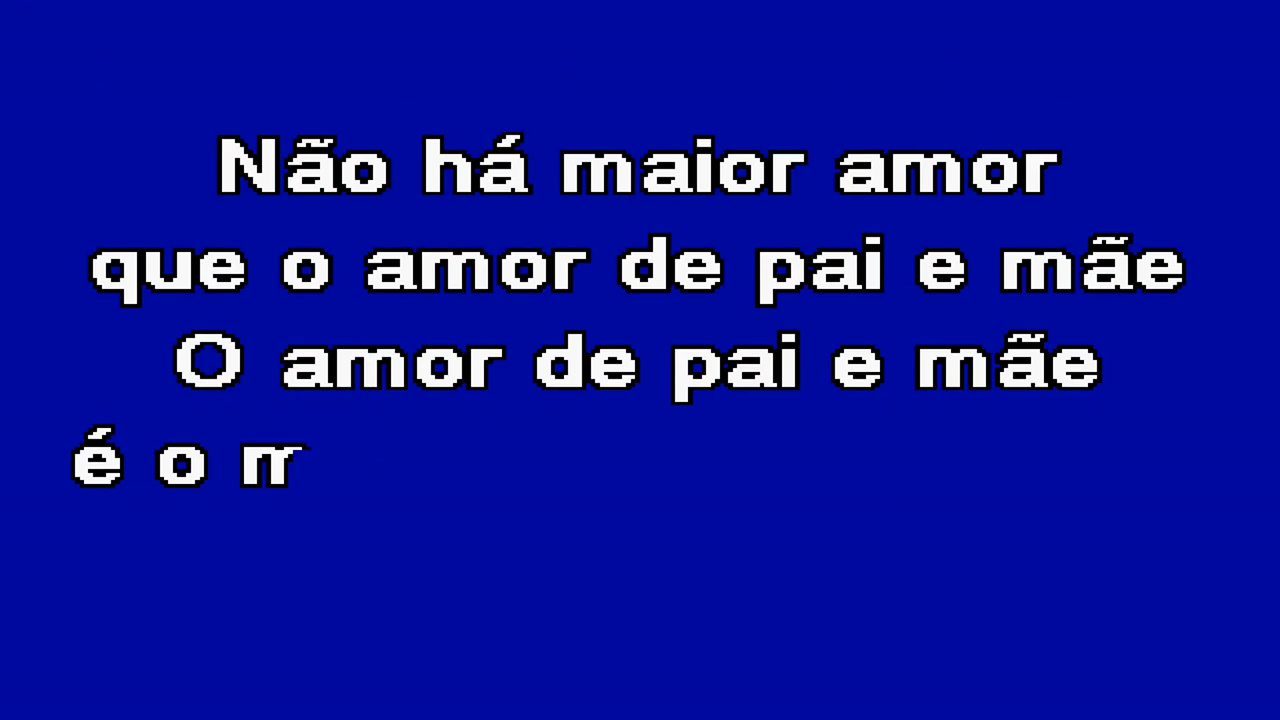 Não há maior amor
que o amor de pai e mãe
O amor de pai e mãe
é o